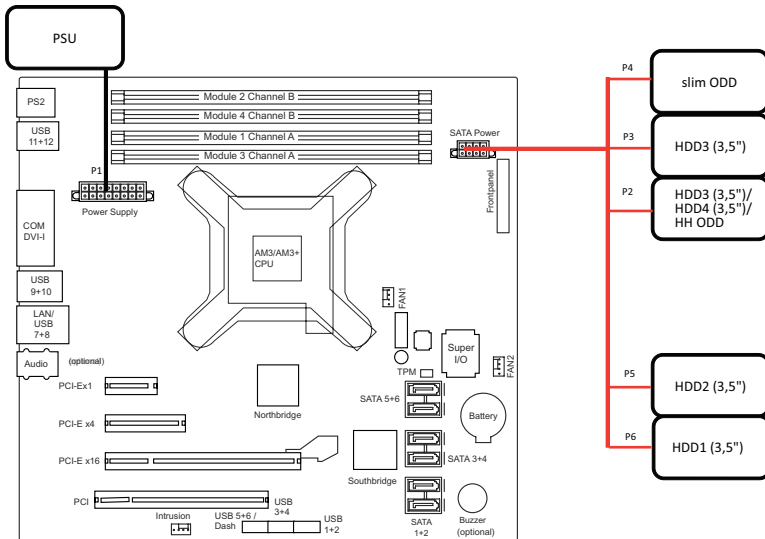 PSU
PS2
USB
11+12
Module 2 Channel B
Module 4 Channel B
Module 1 Channel A
Module 3 Channel A
P1
Power Supply
SATA Power
Frontpanel
COM
DVI-I
AM3/AM3+
CPU
USB
9+10
LAN/
USB
7+8
Audio
(optional)
FAN1
Super
I/O
FAN2
TPM
PCI-Ex1
SATA 5+6
Northbridge
Battery
PCI-E x4
PCI-E x16
SATA 3+4
Southbridge
PCI
USB
3+4
Intrusion
USB 5+6 /
Dash
USB
1+2
SATA
1+2
Buzzer
(optional)
P4
slim ODD
P3
HDD3 (3,5")
P2
HDD3 (3,5")/
HDD4 (3,5")/
HH ODD
P5
HDD2 (3,5")
P6
HDD1 (3,5")